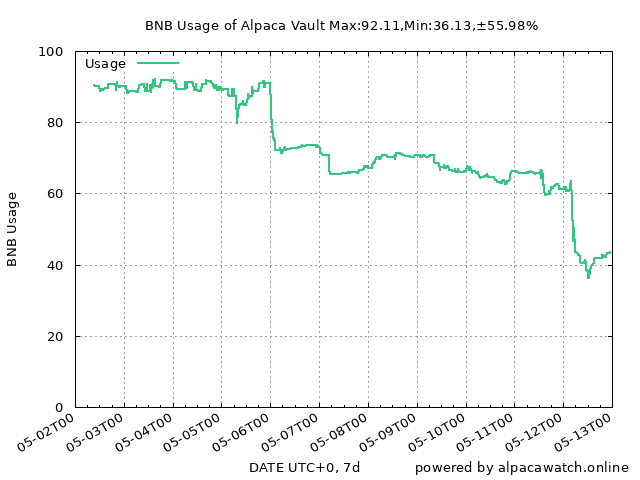 BNB Usage of Alpaca Vault Max:92.11,Min:36.13,±55.98%
100
Usage
80
60
BNB Usage
40
20
0
05-02T00 05-03T00 05-04T00 05-05T00 05-06T00 05-07T00 05-08T00 05-09T00 05-10T00 05-11T00 05-12T00 05-13T00
DATE UTC+0, 7d powered by alpacawatch.online